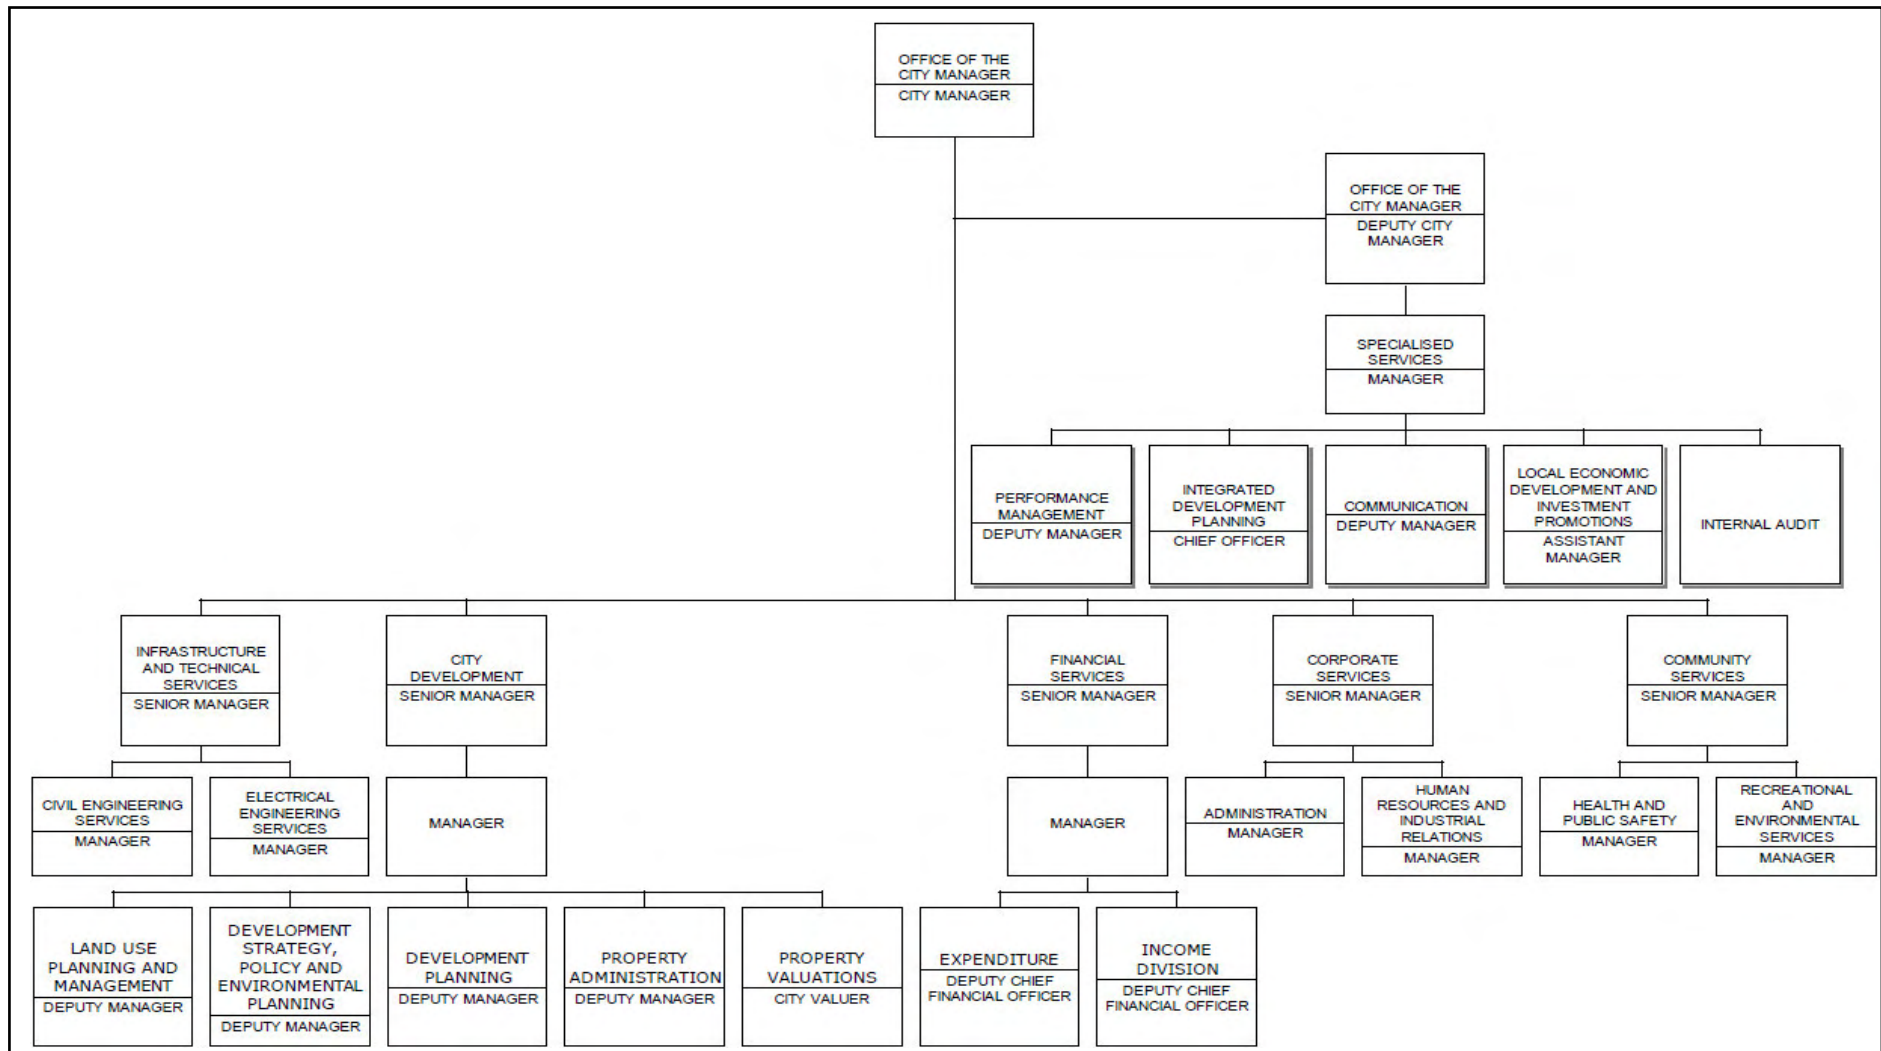 OFFICE OF THE
CITY MANAGER
CITY MANAGER
OFFICE OF THE
CITY MANAGER
DEPUTY CITY
MANAGER
SPECIALISED
SERVICES
MANAGER
PERFORMANCE
MANAGEMENT
DEPUTY MANAGER
INTEGRATED
DEVELOPMENT
PLANNING
CHIEF OFFICER
COMMUNICATION
DEPUTY MANAGER
LOCAL ECONOMIC
DEVELOPMENT AND
INVESTMENT
PROMOTIONS
ASSISTANT
MANAGER
INTERNAL AUDIT
INFRASTRUCTURE
AND TECHNICAL
SERVICES
SENIOR MANAGER
CITY
DEVELOPMENT
SENIOR MANAGER
FINANCIAL
SERVICES
SENIOR MANAGER
CORPORATE
SERVICES
SENIOR MANAGER
COMMUNITY
SERVICES
SENIOR MANAGER
CIVIL ENGINEERING
SERVICES
MANAGER
ELECTRICAL
ENGINEERING
SERVICES
MANAGER
MANAGER
MANAGER
ADMINISTRATION
MANAGER
HUMAN
RESOURCES AND
INDUSTRIAL
RELATIONS
MANAGER
HEALTH AND
PUBLIC SAFETY
MANAGER
RECREATIONAL
AND
ENVIRONMENTAL
SERVICES
MANAGER
LAND USE
PLANNING AND
MANAGEMENT
DEPUTY MANAGER
DEVELOPMENT
STRATEGY,
POLICY AND
ENVIRONMENTAL
PLANNING
DEPUTY MANAGER
DEVELOPMENT
PLANNING
DEPUTY MANAGER
PROPERTY
ADMINISTRATION
DEPUTY MANAGER
PROPERTY
VALUATIONS
CITY VALUER
EXPENDITURE
DEPUTY CHIEF
FINANCIAL OFFICER
INCOME
DIVISION
DEPUTY CHIEF
FINANCIAL OFFICER